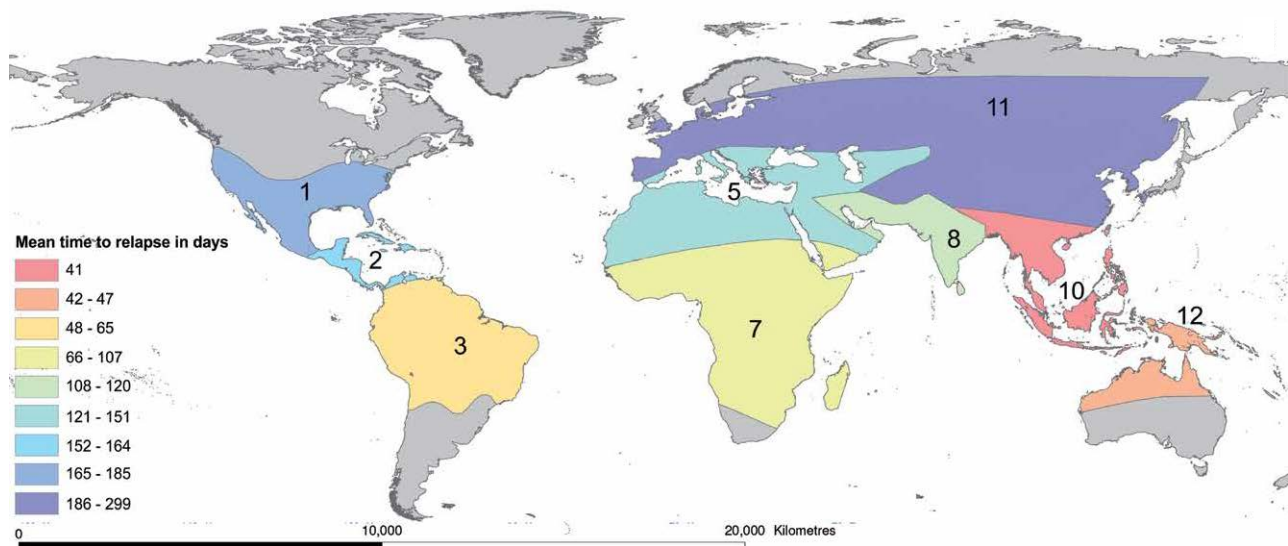 11
1
5
2
8
10
12
3
7
Mean time to relapse in days
41
42 - 47
48 - 65
66 - 107
108 - 120
121 - 151
152 - 164
165 - 185
186 - 299
0 10,000 20,000 Kilometres